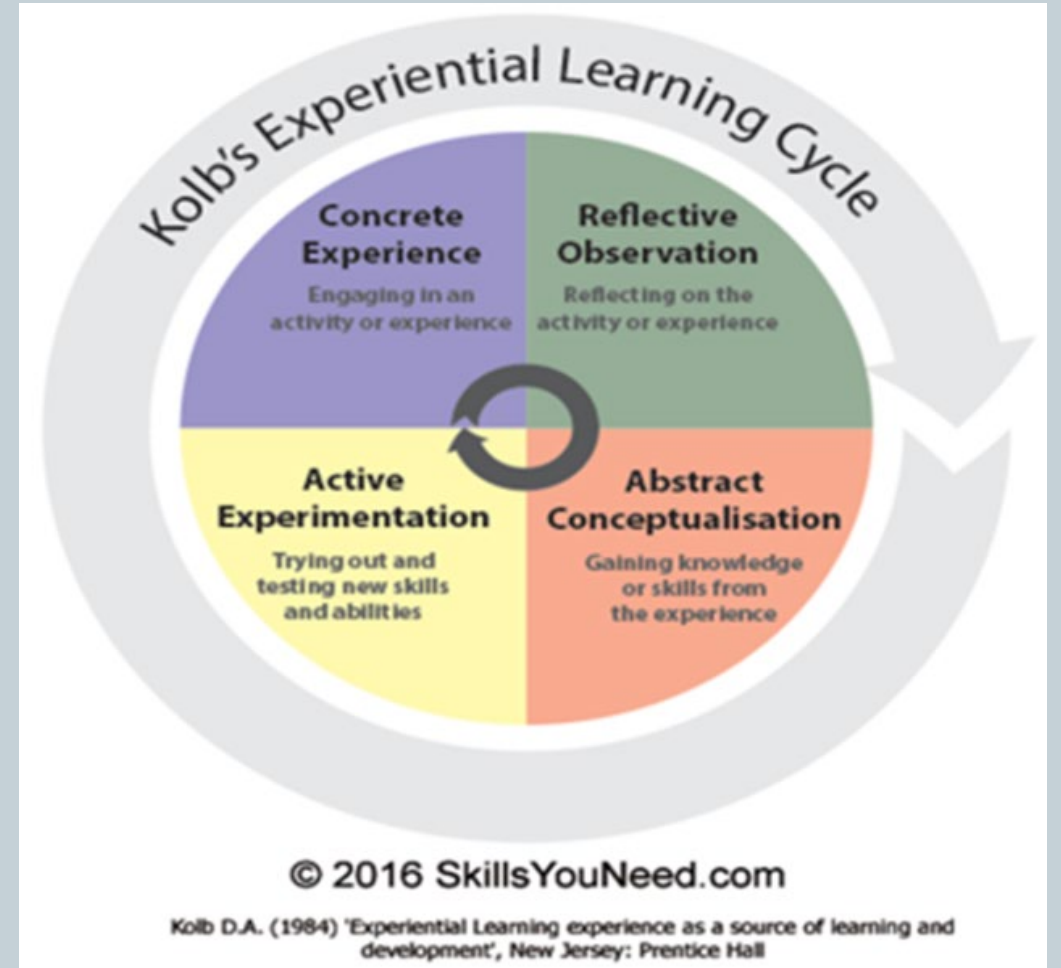 Kolb's Experiential Learning Cycle
Concrete
Experience
Engaging in an
activity or experience
Reflective
Observation
Reflecting on the
activity or experience
Active
Experimentation
Trying out and
testing new skills
and abilities
Abstract
Conceptualisation
Gaining knowledge
or skills from
the experience
© 2016 SkillsYouNeed.com
Kolb D.A. (1984) 'Experiential Learning experience as a source of learning and
development', New Jersey: Prentice Hall